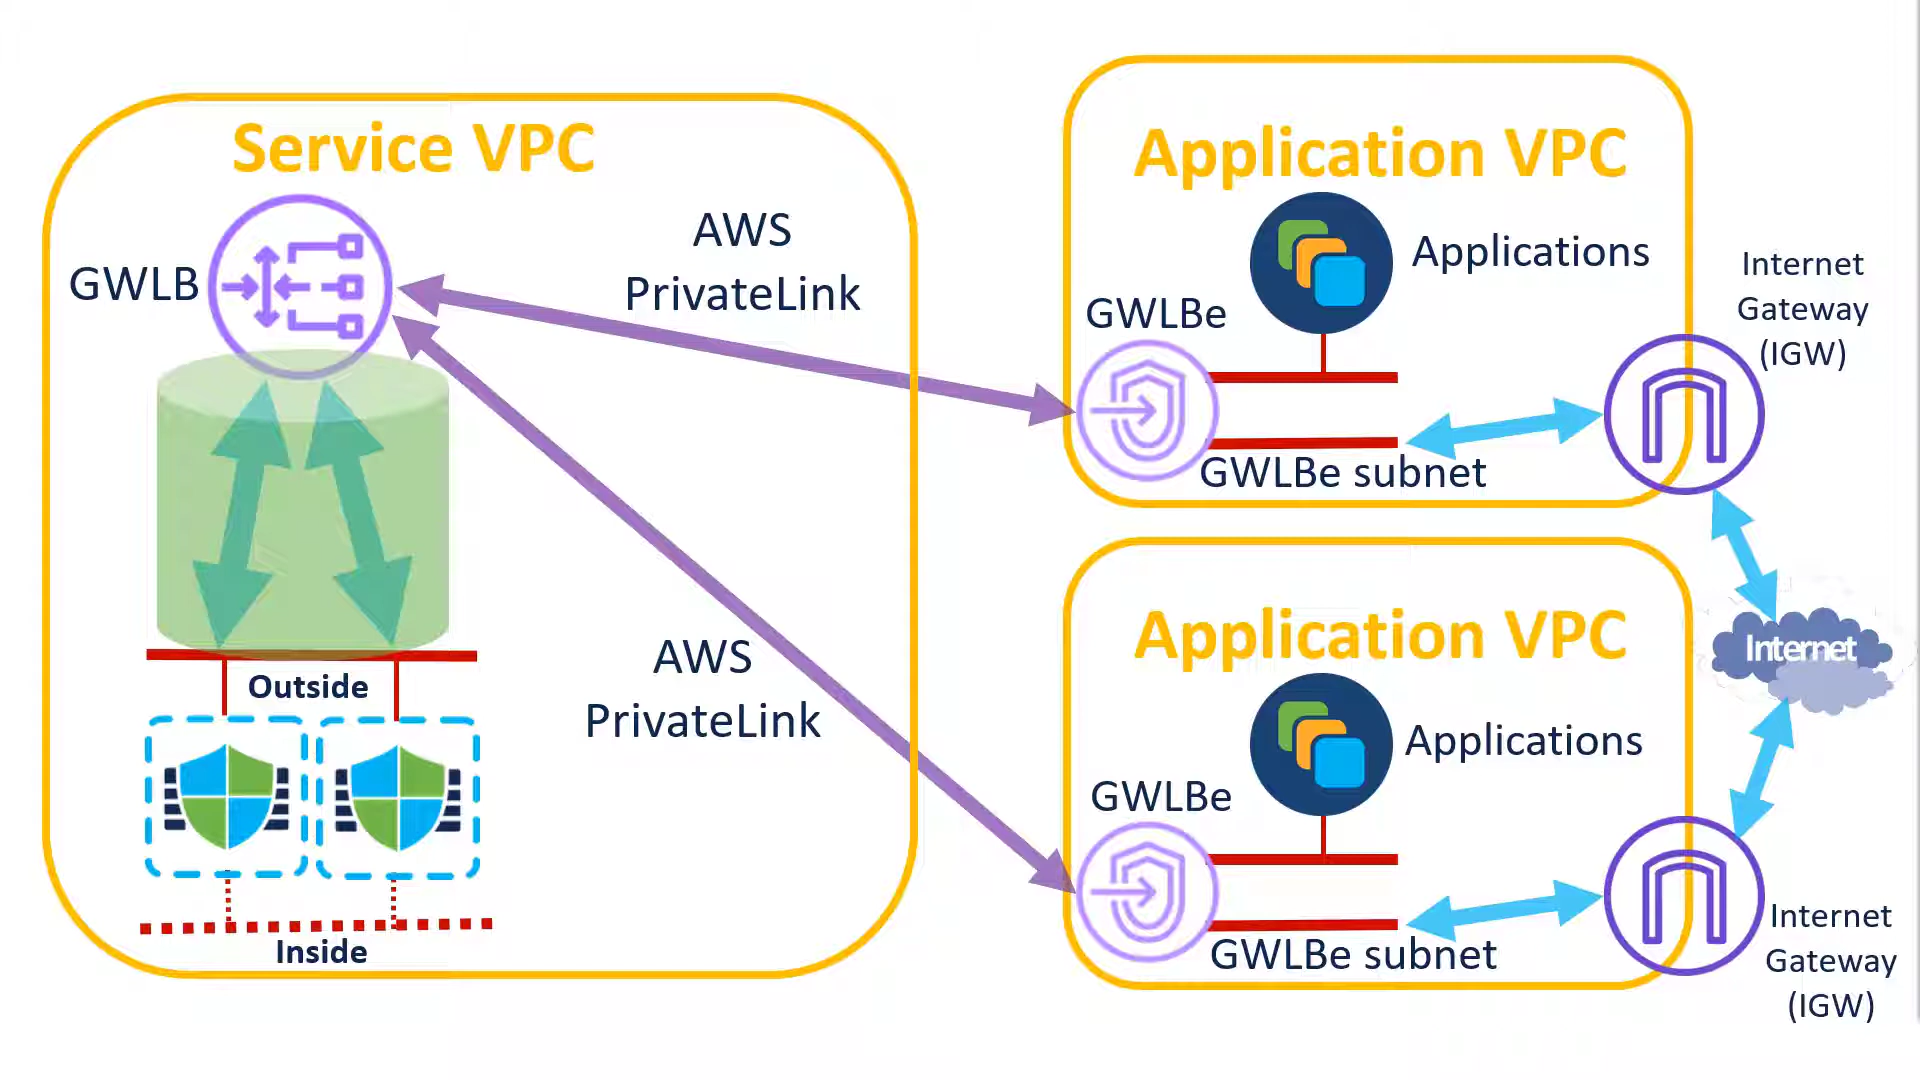 Service VPC
GWLB
AWS
PrivateLink
Outside
AWS
PrivateLink
Inside
Application VPC
Applications
GWLBe
GWLBe subnet
Internet
Gateway
(IGW)
Application VPC
Internet
Applications
GWLBe
GWLBe subnet
Internet
Gateway
(IGW)